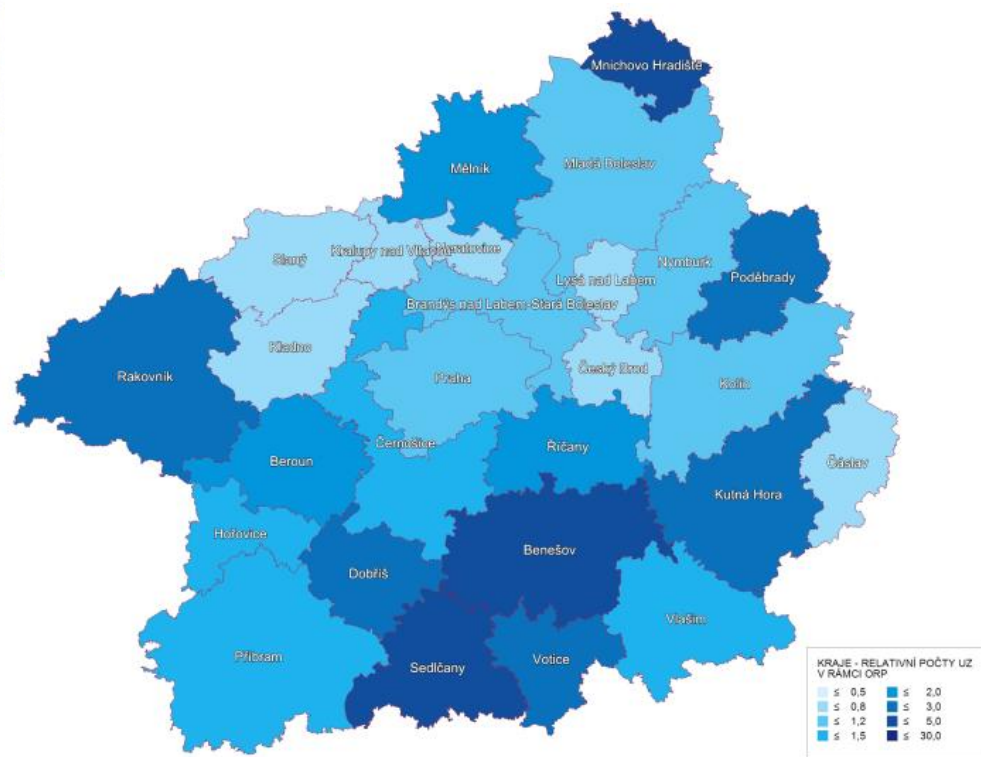 Mnichovo Hradiště
Mělník
Mladá Boleslav
Slaný
Kralupy nad Vltavou
Neratovice
Lysá nad Labem
Nymburk
Poděbrady
Brandýs nad Labem-Stará Boleslav
Rakovník
Kladno
Praha
Český Brod
Kolín
Černošice
Beroun
Říčany
Čáslav
Kutná Hora
Hořovice
Dobříš
Benešov
Vlašim
Příbram
Sedlčany
Votice
KRAJE - RELATIVNÍ POČTY UZ
V RÁMCI ORP
≤ 0,5
≤ 0,8
≤ 1,2
≤ 1,5
≤ 2,0
≤ 3,0
≤ 5,0
≤ 30,0